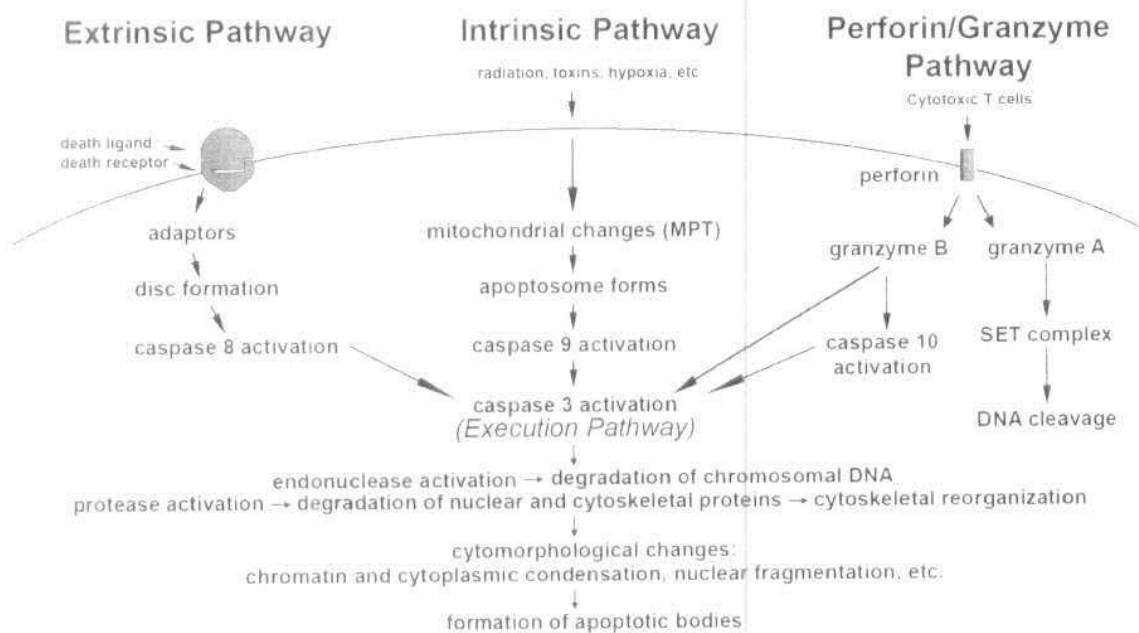 Extrinsic Pathway
Intrinsic Pathway
Perforin/Granzyme
Pathway
radiation, toxins, hypoxia, etc
Cytotoxic T cells
death ligand
death receptor
perforin
adaptors
mitochondrial changes (MPT)
granzyme B
granzyme A
disc formation
apoptosome forms
caspase 8 activation
caspase 9 activation
caspase 10
activation
SET complex
caspase 3 activation
(Execution Pathway)
DNA cleavage
endonuclease activation → degradation of chromosomal DNA
protease activation → degradation of nuclear and cytoskeletal proteins → cytoskeletal reorganization
cytomorphological changes:
chromatin and cytoplasmic condensation, nuclear fragmentation, etc.
formation of apoptotic bodies